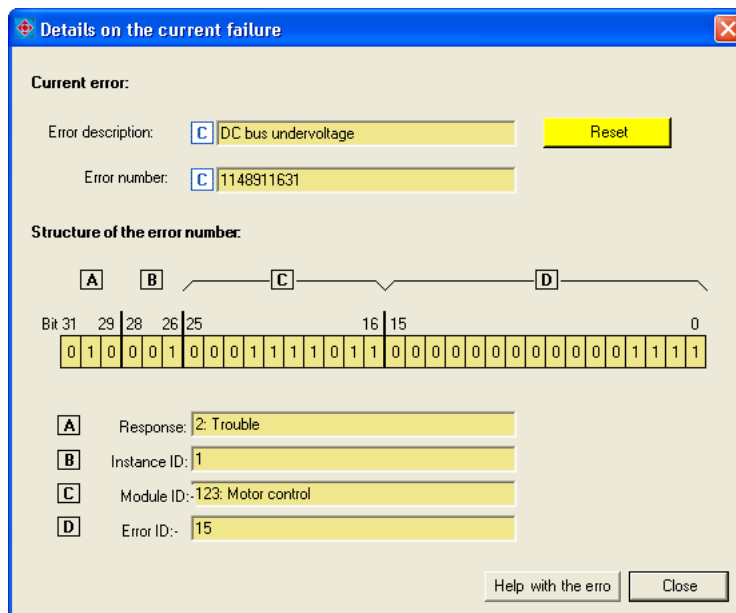 Details on the current failure
Current error:
Error description: C DC bus undervoltage Reset
Error number: C 1148911631
Structure of the error number:
A B C D
Bit 31 29 28 26 25 16 15 0
0 1 0 0 0 1 0 0 0 1 1 1 1 0 1 1 0 0 0 0 0 0 0 0 0 0 0 0 1 1 1 1
A Response: 2: Trouble
B Instance ID: 1
C Module ID:- 123: Motor control
D Error ID:- 15
Help with the erro Close